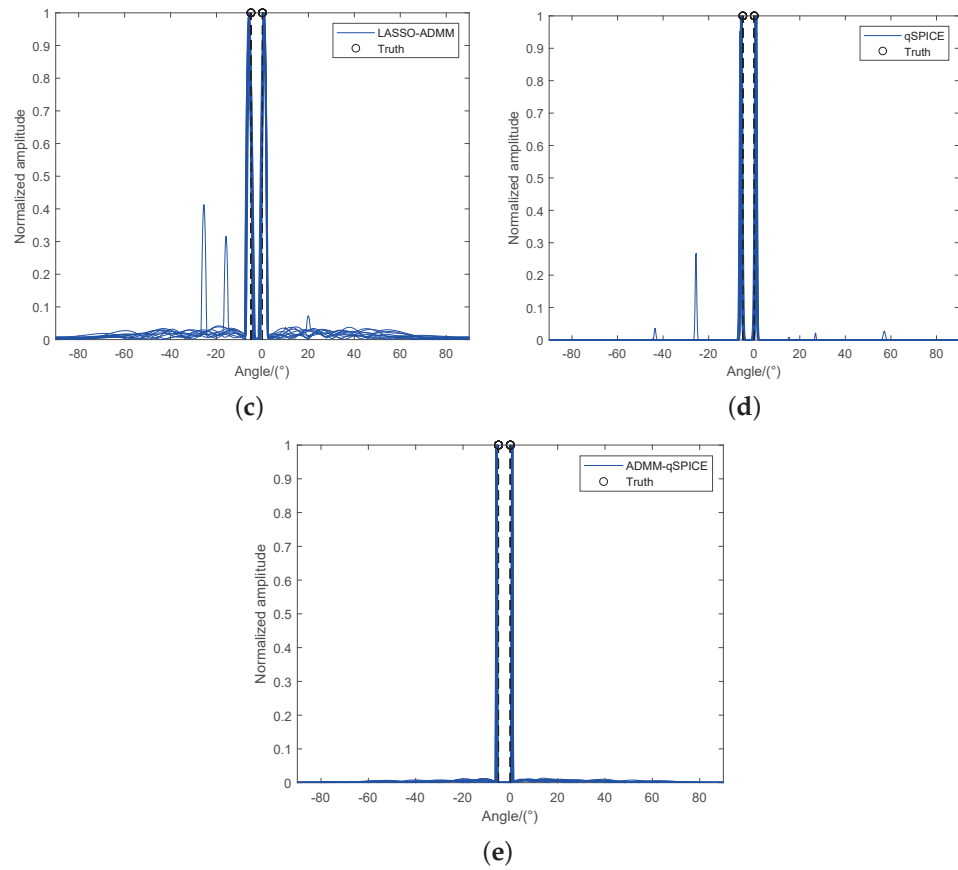 1
0.9
0.8
0.7
0.6
0.5
0.4
0.3
0.2
0.1
0
Normalized amplitude
LASSO-ADMM
Truth
-80 -60 -40 -20 0 20 40 60 80
Angle/(°)
(c)
1
0.9
0.8
0.7
0.6
0.5
0.4
0.3
0.2
0.1
0
Normalized amplitude
qSPICE
Truth
-80 -60 -40 -20 0 20 40 60 80
Angle/(°)
(d)
1
0.9
0.8
0.7
0.6
0.5
0.4
0.3
0.2
0.1
0
Normalized amplitude
ADMM-qSPICE
Truth
-80 -60 -40 -20 0 20 40 60 80
Angle/(°)
(e)